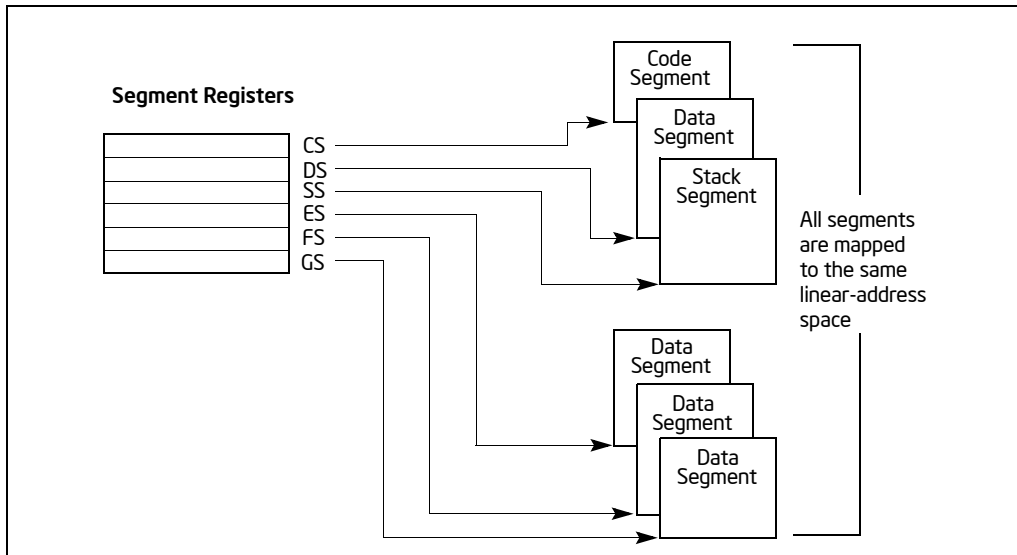 Segment Registers
CS
DS
SS
ES
FS
GS
Code
Segment
Data
Segment
Stack
Segment
Data
Segment
Data
Segment
Data
Segment
All segments
are mapped
to the same
linear-address
space